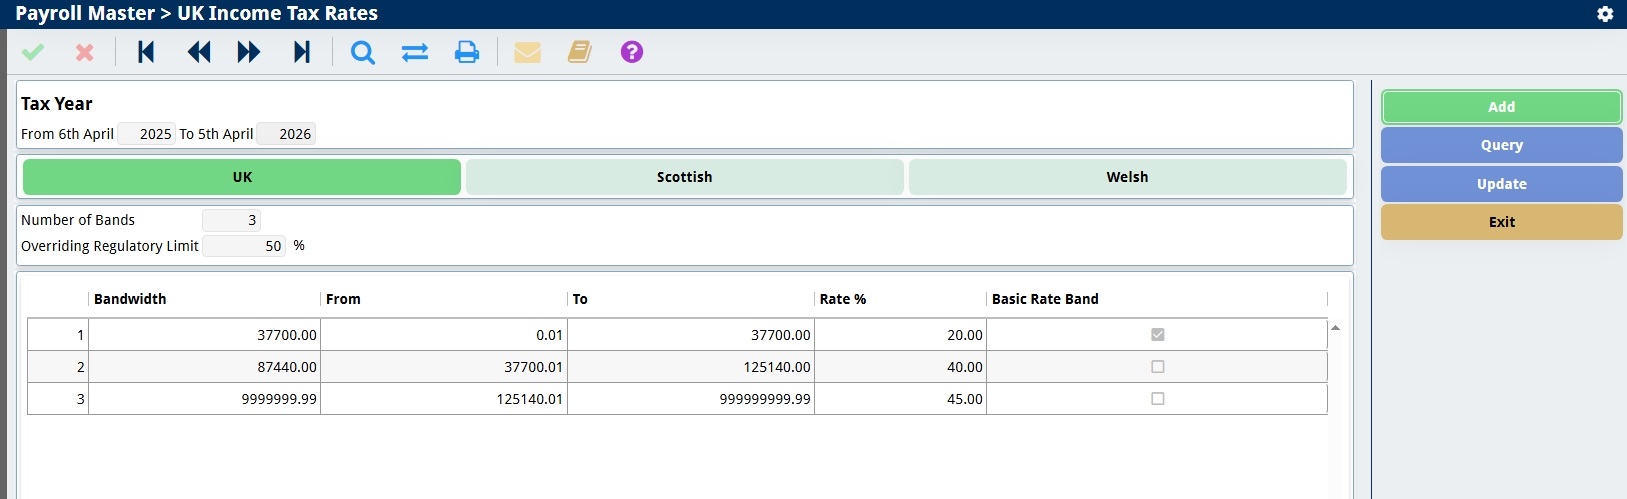 Payroll Master > UK Income Tax Rates
?
Tax Year
From 6th April 2025 To 5th April 2026
UK Scottish Welsh
Number of Bands 3
Overriding Regulatory Limit 50 %
Bandwidth From To Rate % Basic Rate Band
1 37700.00 0.01 37700.00 20.00
2 87440.00 37700.01 125140.00 40.00
3 9999999.99 125140.01 999999999.99 45.00
Add
Query
Update
Exit